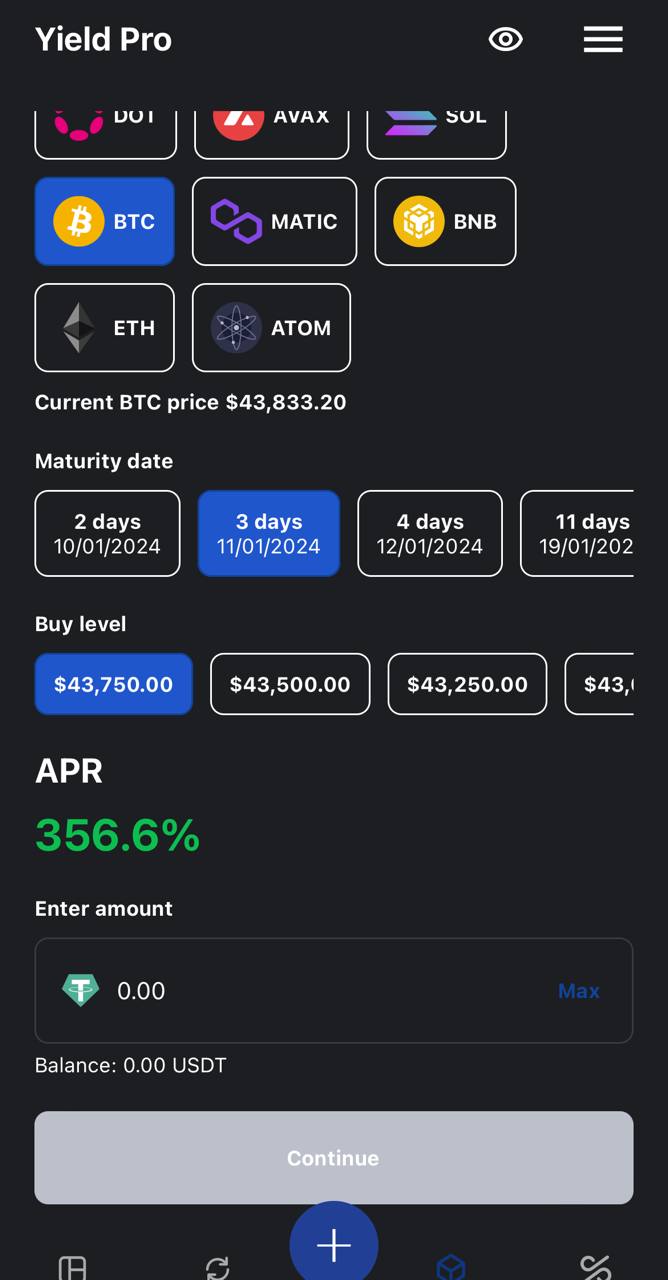 Yield Pro
DOT AVAX SOL
BTC MATIC BNB
ETH ATOM
Current BTC price $43,833.20
Maturity date
2 days 3 days 4 days 11 days
10/01/2024 11/01/2024 12/01/2024 19/01/202
Buy level
$43,750.00 $43,500.00 $43,250.00 $43,
APR
356.6%
Enter amount
0.00 Max
Balance: 0.00 USDT
Continue